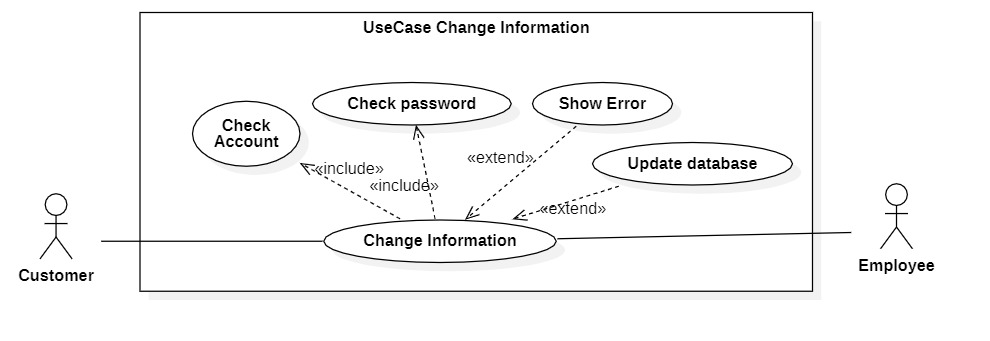 UseCase Change Information
Check password
Show Error
Check
Account
Update database
«include»
«extend»
«include»
«extend»
Change Information
Customer
Employee